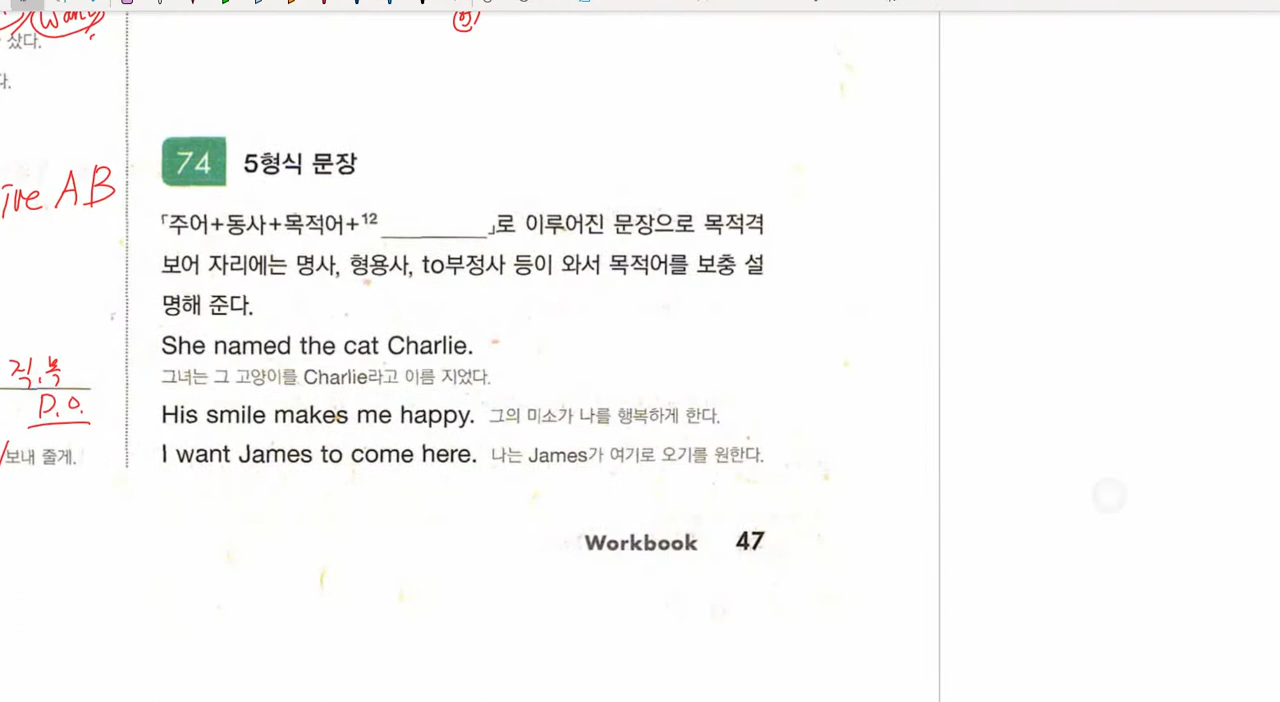 살다.
다.
ive AB
직.목
D.O.
보내 줄게.
74 5형식 문장
「주어+동사+목적어+12 __________」로 이루어진 문장으로 목적격
보어 자리에는 명사, 형용사, to부정사 등이 와서 목적어를 보충 설
명해 준다.
She named the cat Charlie.
그녀는 그 고양이를 Charlie라고 이름 지었다.
His smile makes me happy. 그의 미소가 나를 행복하게 한다.
I want James to come here. 나는 James가 여기로 오기를 원한다.
Workbook 47